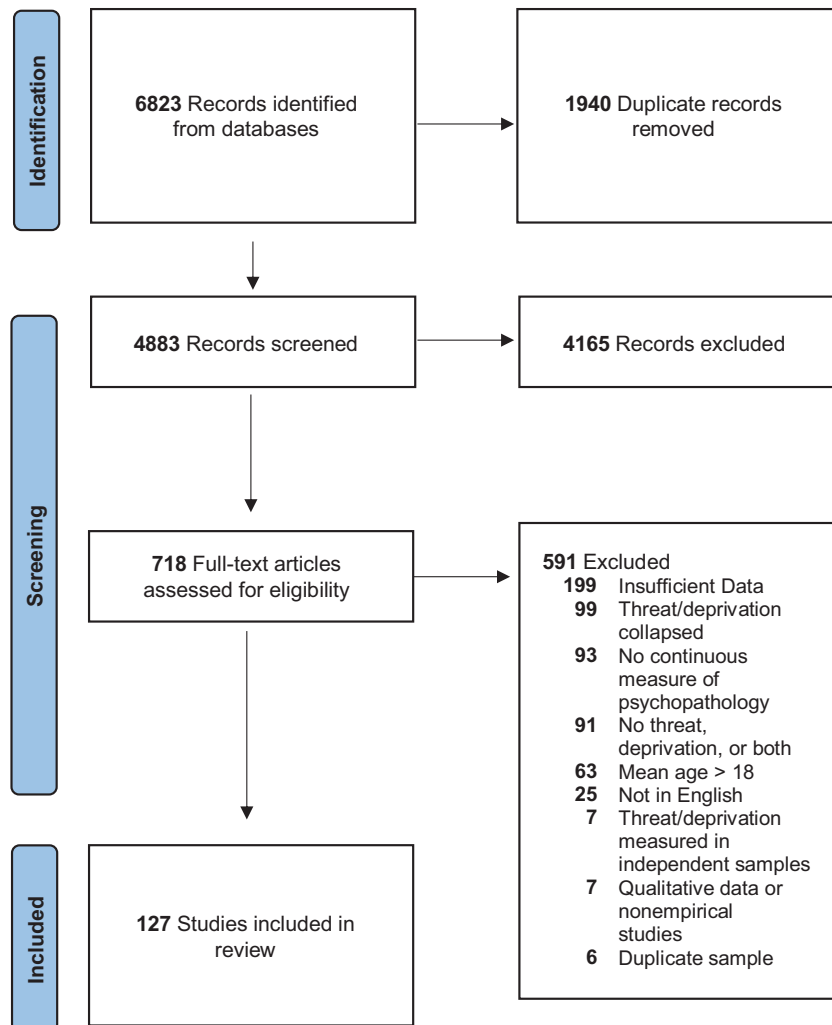 Identification
6823 Records identified
from databases
1940 Duplicate records
removed
Screening
4883 Records screened
4165 Records excluded
718 Full-text articles
assessed for eligibility
591 Excluded
199 Insufficient Data
99 Threat/deprivation
collapsed
93 No continuous
measure of
psychopathology
91 No threat,
deprivation, or both
63 Mean age > 18
25 Not in English
7 Threat/deprivation
measured in
independent samples
7 Qualitative data or
nonempirical
studies
6 Duplicate sample
Included
127 Studies included in
review